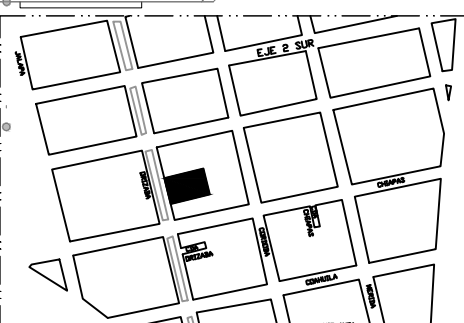 EJE 2 SUR
JALAPA
ORIZABA
CHIAPAS
CHIAPAS
CORDOBA
ORIZABA
COAHUILA
MERIDA